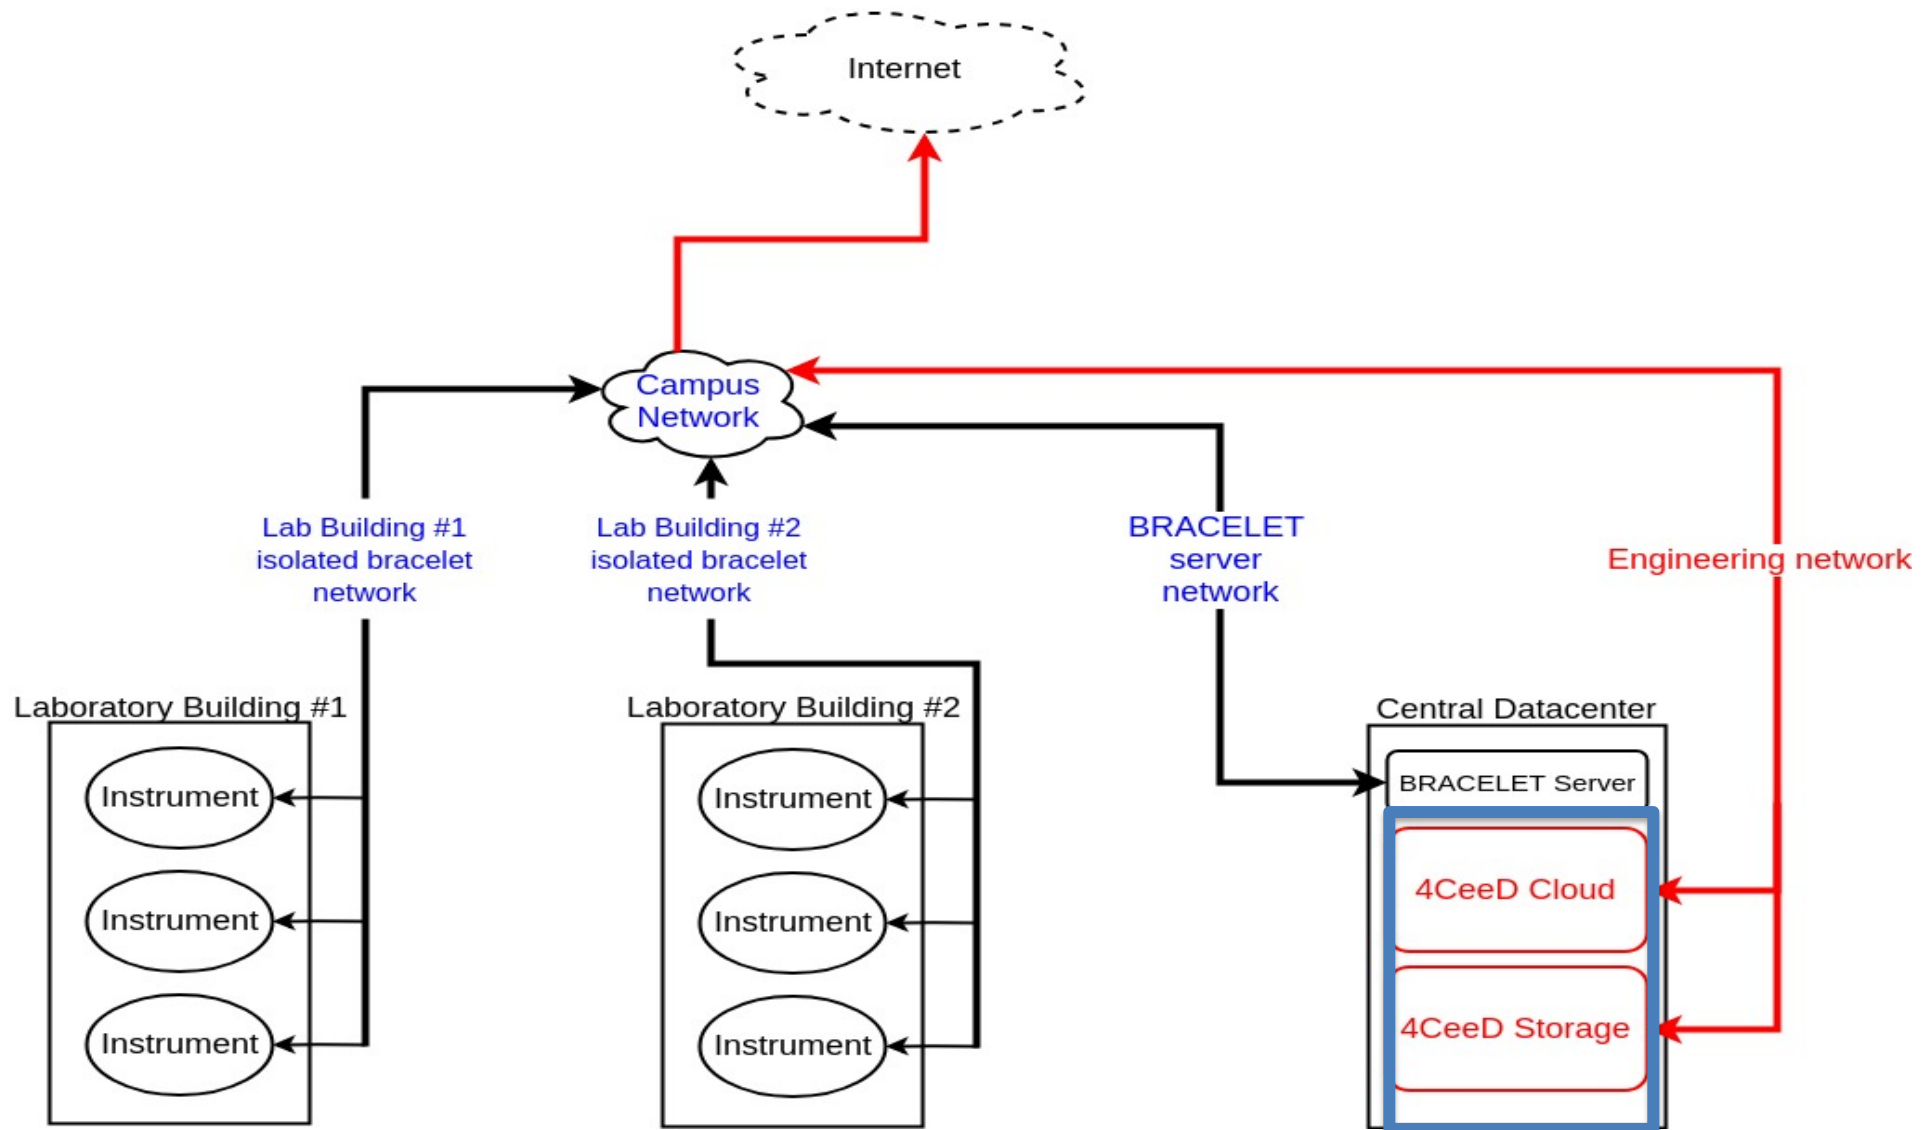 Internet
Campus
Network
Lab Building #1
isolated bracelet
network
Lab Building #2
isolated bracelet
network
BRACELET
server
network
Engineering network
Laboratory Building #1
Instrument
Instrument
Instrument
Laboratory Building #2
Instrument
Instrument
Instrument
Central Datacenter
BRACELET Server
4CeeD Cloud
4CeeD Storage